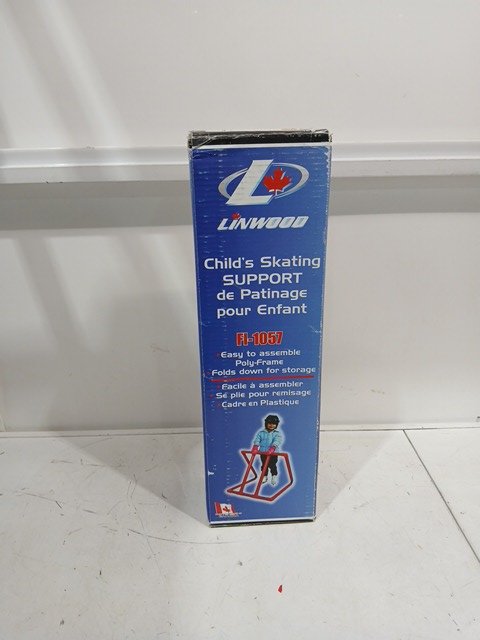 L
LINWOOD
Child's Skating
SUPPORT
de Patinage
pour Enfant
FI-1057
Easy to assemble
Poly-Frame
Folds down for storage
Facile à assembler
Se plie pour remisage
Cadre en Plastique